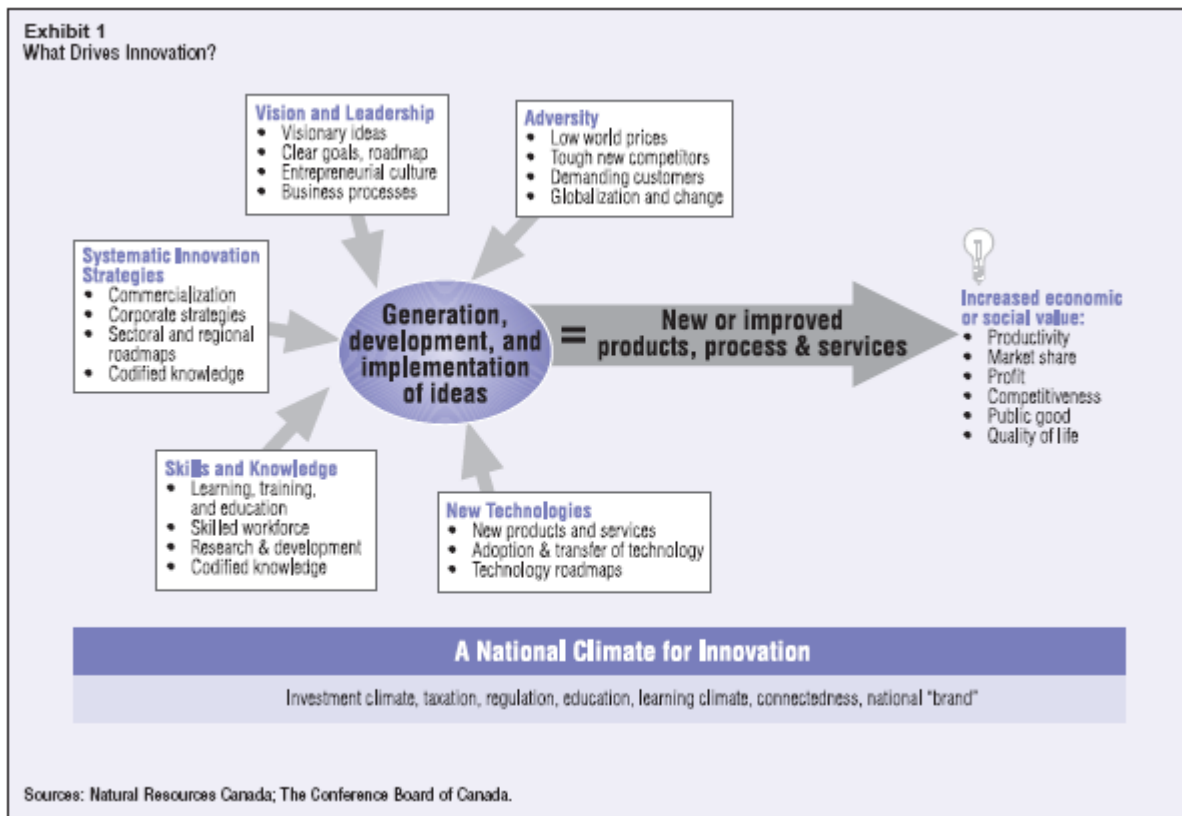 Exhibit 1
What Drives Innovation?
Vision and Leadership
• Visionary ideas
• Clear goals, roadmap
• Entrepreneurial culture
• Business processes
Adversity
• Low world prices
• Tough new competitors
• Demanding customers
• Globalization and change
Systematic Innovation
Strategies
• Commercialization
• Corporate strategies
• Sectoral and regional
roadmaps
• Codified knowledge
Generation,
development, and
implementation
of ideas
=
New or improved
products, process & services
Increased economic
or social value:
• Productivity
• Market share
• Profit
• Competitiveness
• Public good
• Quality of life
Skills and Knowledge
• Learning, training,
and education
• Skilled workforce
• Research & development
• Codified knowledge
New Technologies
• New products and services
• Adoption & transfer of technology
• Technology roadmaps
A National Climate for Innovation
Investment climate, taxation, regulation, education, learning climate, connectedness, national "brand"
Sources: Natural Resources Canada; The Conference Board of Canada.